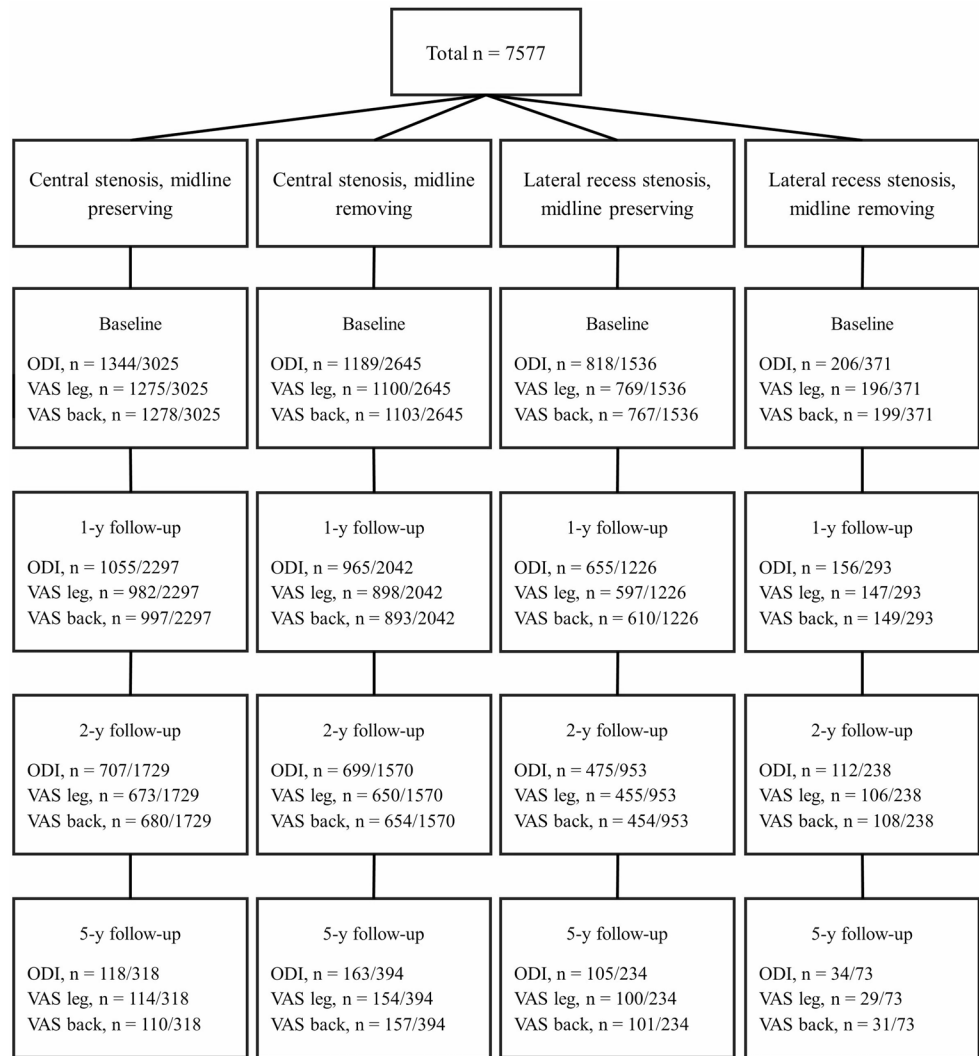 Total n = 7577
Central stenosis, midline
preserving
Central stenosis, midline
removing
Lateral recess stenosis,
midline preserving
Lateral recess stenosis,
midline removing
Baseline
ODI, n = 1344/3025
VAS leg, n = 1275/3025
VAS back, n = 1278/3025
Baseline
ODI, n = 1189/2645
VAS leg, n = 1100/2645
VAS back, n = 1103/2645
Baseline
ODI, n = 818/1536
VAS leg, n = 769/1536
VAS back, n = 767/1536
Baseline
ODI, n = 206/371
VAS leg, n = 196/371
VAS back, n = 199/371
1-y follow-up
ODI, n = 1055/2297
VAS leg, n = 982/2297
VAS back, n = 997/2297
1-y follow-up
ODI, n = 965/2042
VAS leg, n = 898/2042
VAS back, n = 893/2042
1-y follow-up
ODI, n = 655/1226
VAS leg, n = 597/1226
VAS back, n = 610/1226
1-y follow-up
ODI, n = 156/293
VAS leg, n = 147/293
VAS back, n = 149/293
2-y follow-up
ODI, n = 707/1729
VAS leg, n = 673/1729
VAS back, n = 680/1729
2-y follow-up
ODI, n = 699/1570
VAS leg, n = 650/1570
VAS back, n = 654/1570
2-y follow-up
ODI, n = 475/953
VAS leg, n = 455/953
VAS back, n = 454/953
2-y follow-up
ODI, n = 112/238
VAS leg, n = 106/238
VAS back, n = 108/238
5-y follow-up
ODI, n = 118/318
VAS leg, n = 114/318
VAS back, n = 110/318
5-y follow-up
ODI, n = 163/394
VAS leg, n = 154/394
VAS back, n = 157/394
5-y follow-up
ODI, n = 105/234
VAS leg, n = 100/234
VAS back, n = 101/234
5-y follow-up
ODI, n = 34/73
VAS leg, n = 29/73
VAS back, n = 31/73